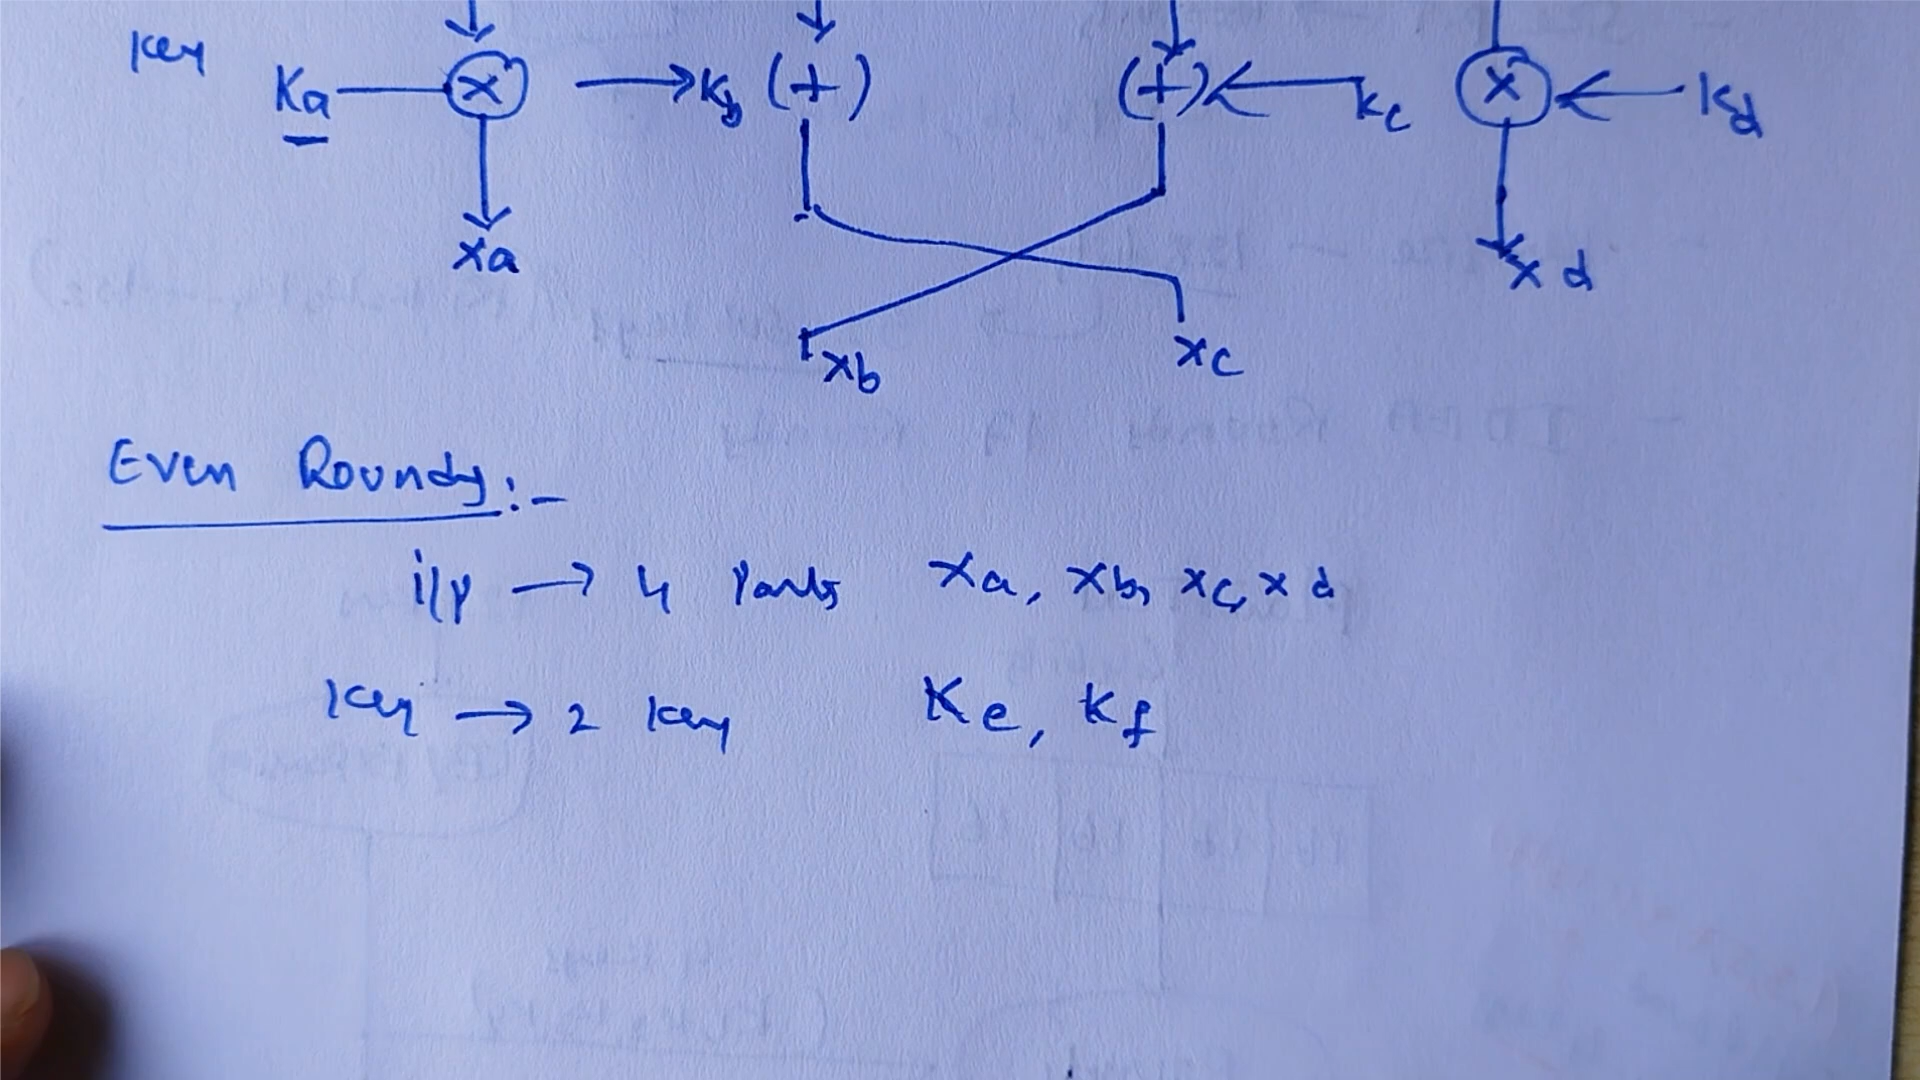 Key Ka X Kb (+) (+) Kc X Kd
xa xd
xb xc
Even Rounds:-
i/p → 4 Parts xa, xb, xc, xd
Key → 2 Key Ke, Kf